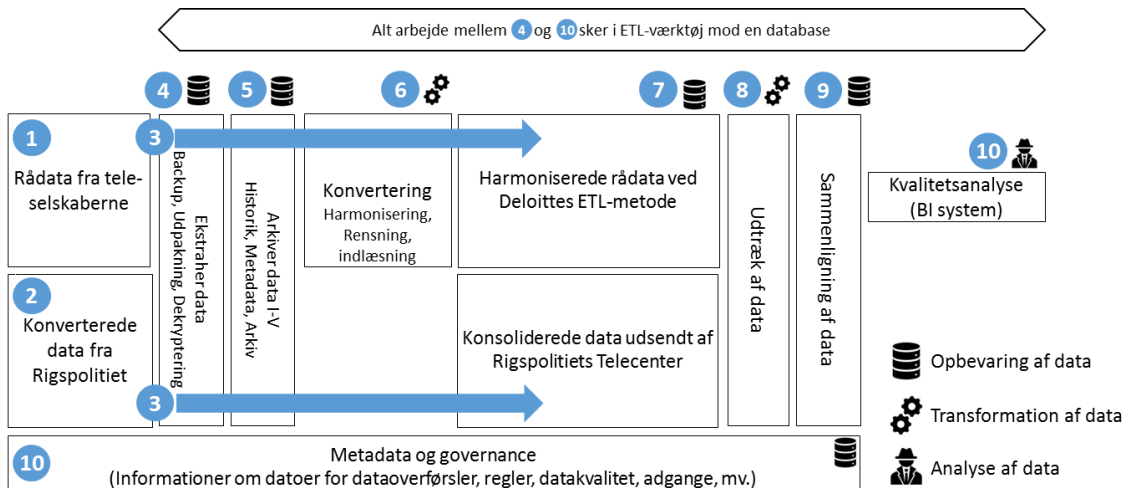 Alt arbejde mellem 4 og 10 sker i ETL-værktøj mod en database
4
5
6
7
8
9
1
Rådata fra tele-
selskaberne
3
Ekstraher data
Backup, Udpakning, Dekryptering
Arkiver data I-V
Historik, Metadata, Arkiv
Konvertering
Harmonisering,
Rensning,
indlæsning
Harmoniserede rådata ved
Deloittes ETL-metode
Udtræk af data
Sammenligning af data
10
Kvalitetsanalyse
(BI system)
2
Konverterede
data fra
Rigspolitiet
3
Konsoliderede data udsendt af
Rigspolitiets Telecenter
10
Metadata og governance
(Informationer om datoer for dataoverførsler, regler, datakvalitet, adgange, mv.)
Opbevaring af data
Transformation af data
Analyse af data